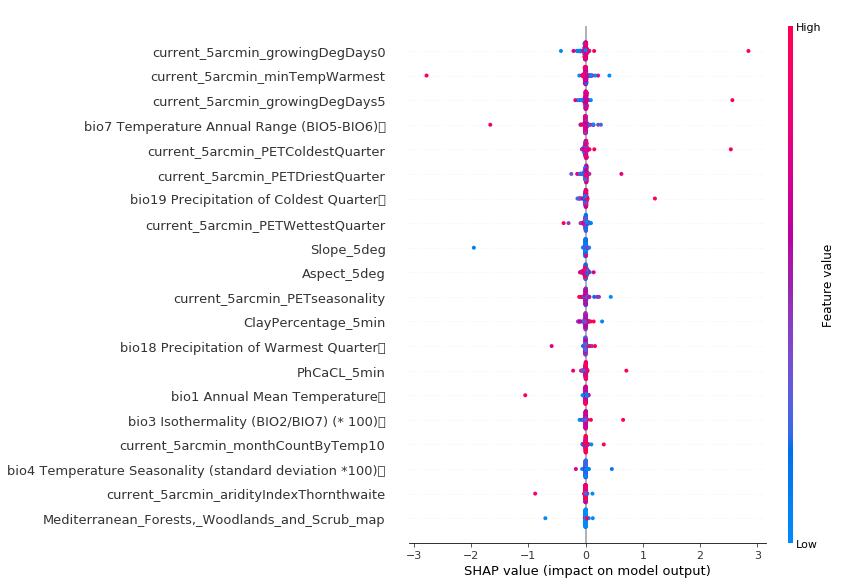 High
current_5arcmin_growingDegDays0
current_5arcmin_minTempWarmest
current_5arcmin_growingDegDays5
bio7 Temperature Annual Range (BIO5-BIO6)▯
current_5arcmin_PETColdestQuarter
current_5arcmin_PETDriestQuarter
bio19 Precipitation of Coldest Quarter▯
current_5arcmin_PETWettestQuarter
Slope_5deg
Aspect_5deg
current_5arcmin_PETseasonality
ClayPercentage_5min
bio18 Precipitation of Warmest Quarter▯
PhCaCL_5min
bio1 Annual Mean Temperature▯
bio3 Isothermality (BIO2/BIO7) (* 100)▯
current_5arcmin_monthCountByTemp10
bio4 Temperature Seasonality (standard deviation *100)▯
current_5arcmin_aridityIndexThornthwaite
Mediterranean_Forests,_Woodlands_and_Scrub_map
Feature value
Low
−3 −2 −1 0 1 2 3
SHAP value (impact on model output)